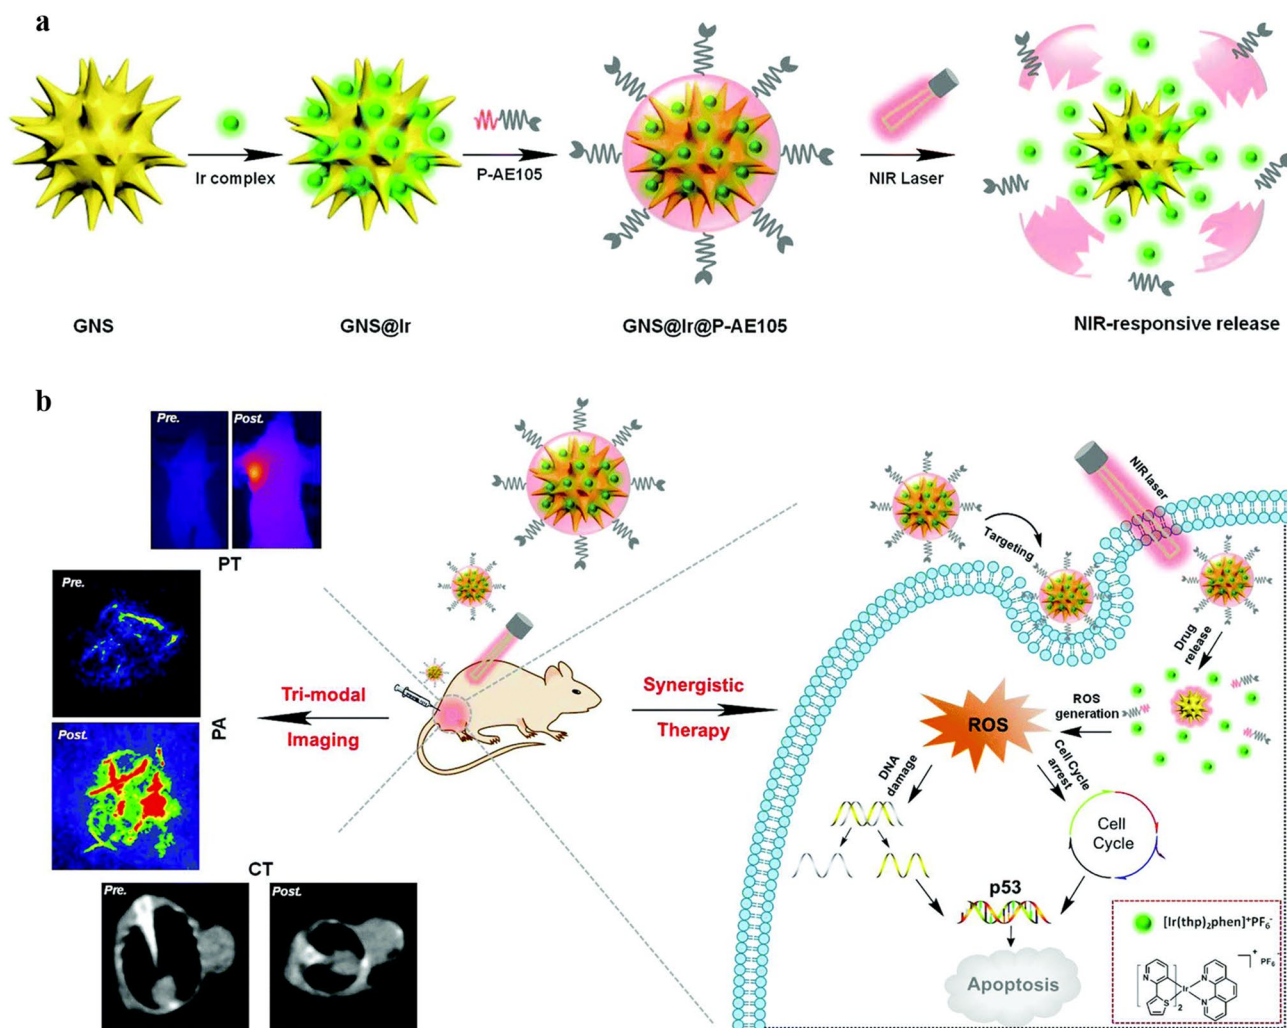 a
Ir complex
P-AE105
NIR Laser
GNS
GNS@Ir
GNS@Ir@P-AE105
NIR-responsive release
b
Pre.
Post.
PT
Pre.
Post.
PA
Tri-modal
Imaging
CT
Pre.
Post.
Synergistic
Therapy
Targeting
NIR laser
Drug
release
ROS
generation
ROS
DNA
damage
Cell Cycle
arrest
Cell
Cycle
p53
Apoptosis
[Ir(thp)₂phen]⁺PF₆⁻
N
S
2
Ir
N
N
+
PF₆⁻